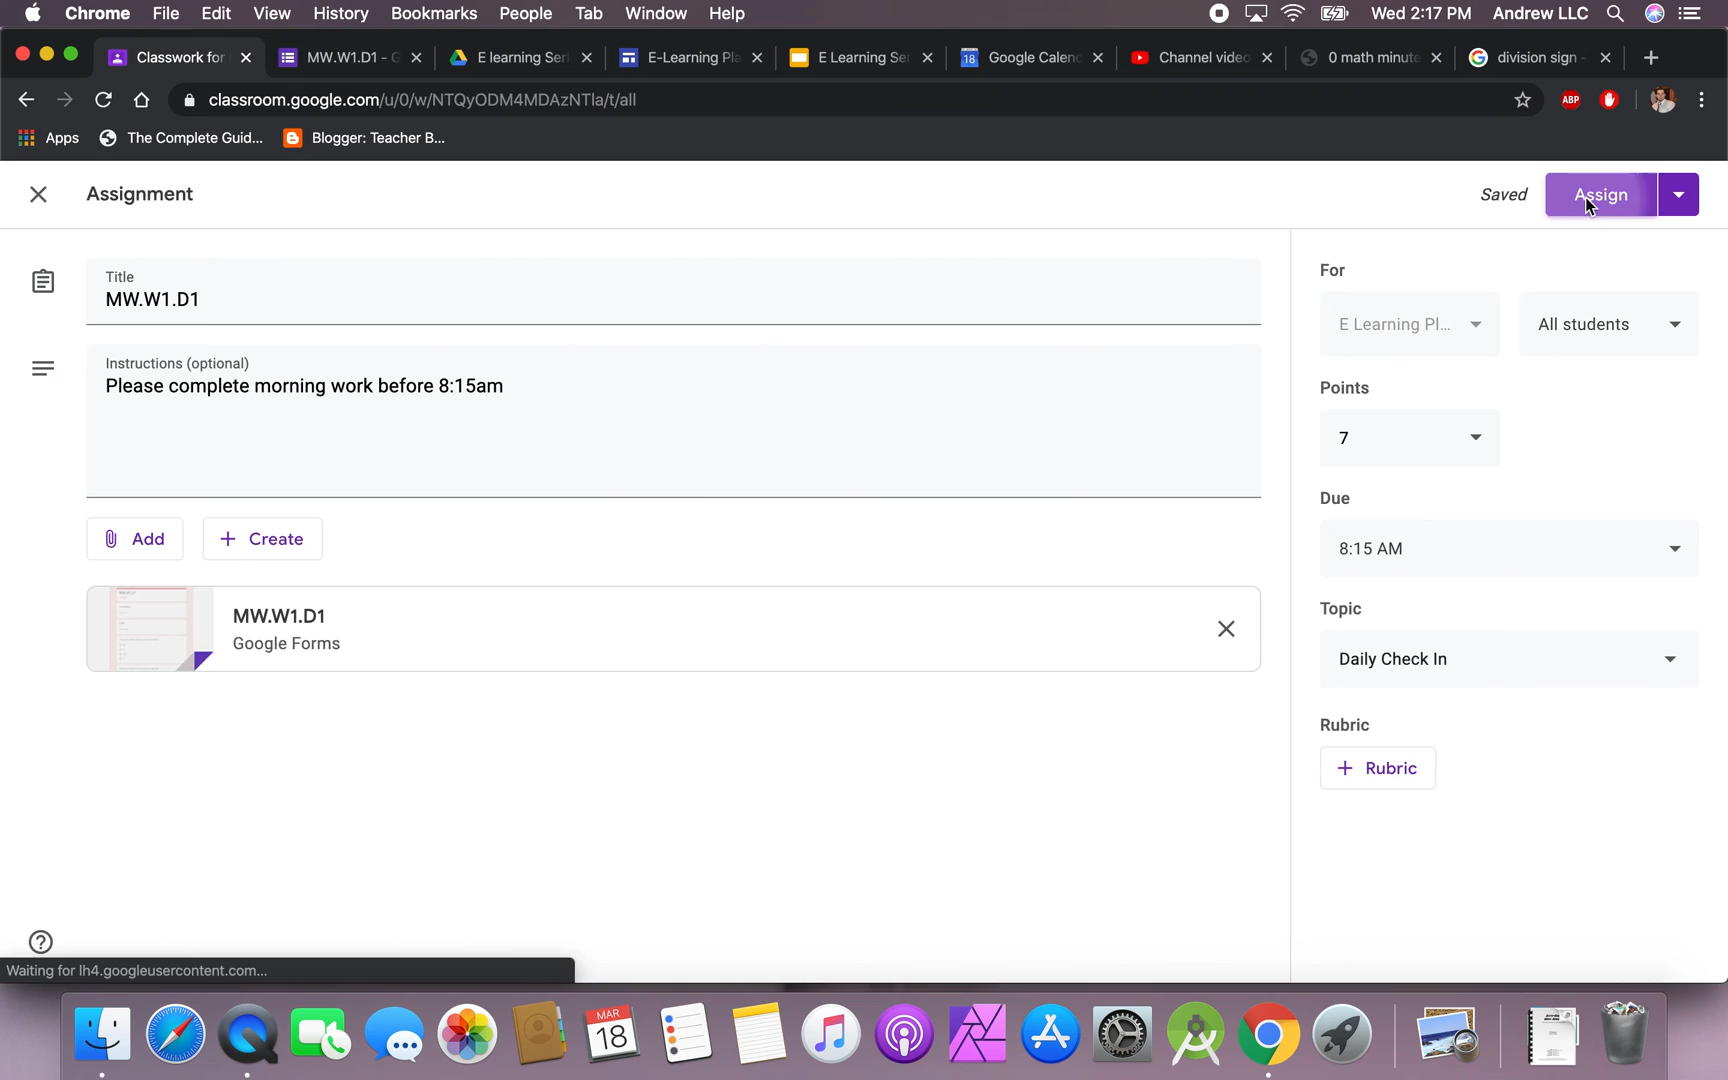 Chrome File Edit View History Bookmarks People Tab Window Help Wed 2:17 PM Andrew LLC
Classwork for MW.W1.D1 - G E learning Seri E-Learning Pla E Learning Ser 18 Google Calend Channel video 0 math minute G division sign -
classroom.google.com/u/0/w/NTQyODM4MDAzNTla/t/all ABP
Apps The Complete Guid... Blogger: Teacher B...
Assignment Saved Assign
Title
MW.W1.D1
Instructions (optional)
Please complete morning work before 8:15am
Add Create
MW.W1.D1
Google Forms
For
E Learning Pl... All students
Points
7
Due
8:15 AM
Topic
Daily Check In
Rubric
Rubric
Waiting for lh4.googleusercontent.com...
MAR
18